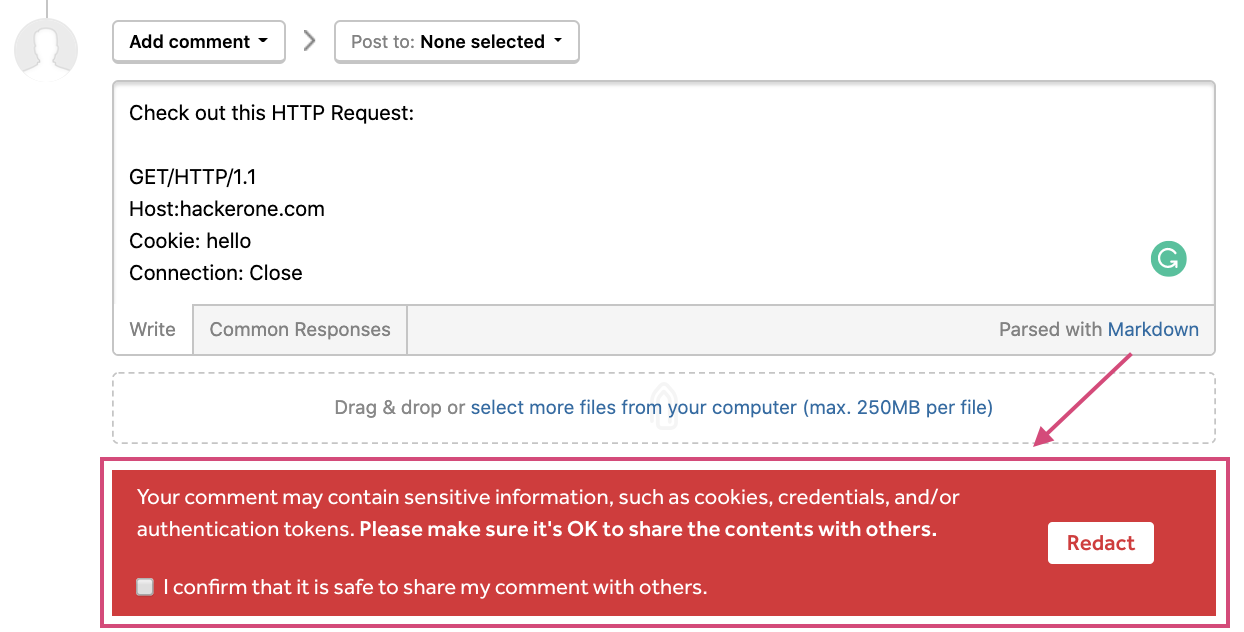 Add comment
Post to: None selected
Check out this HTTP Request:
GET/HTTP/1.1
Host:hackerone.com
Cookie: hello
Connection: Close
Write
Common Responses
Parsed with Markdown
Drag & drop or select more files from your computer (max. 250MB per file)
Your comment may contain sensitive information, such as cookies, credentials, and/or
authentication tokens. Please make sure it's OK to share the contents with others.
Redact
I confirm that it is safe to share my comment with others.